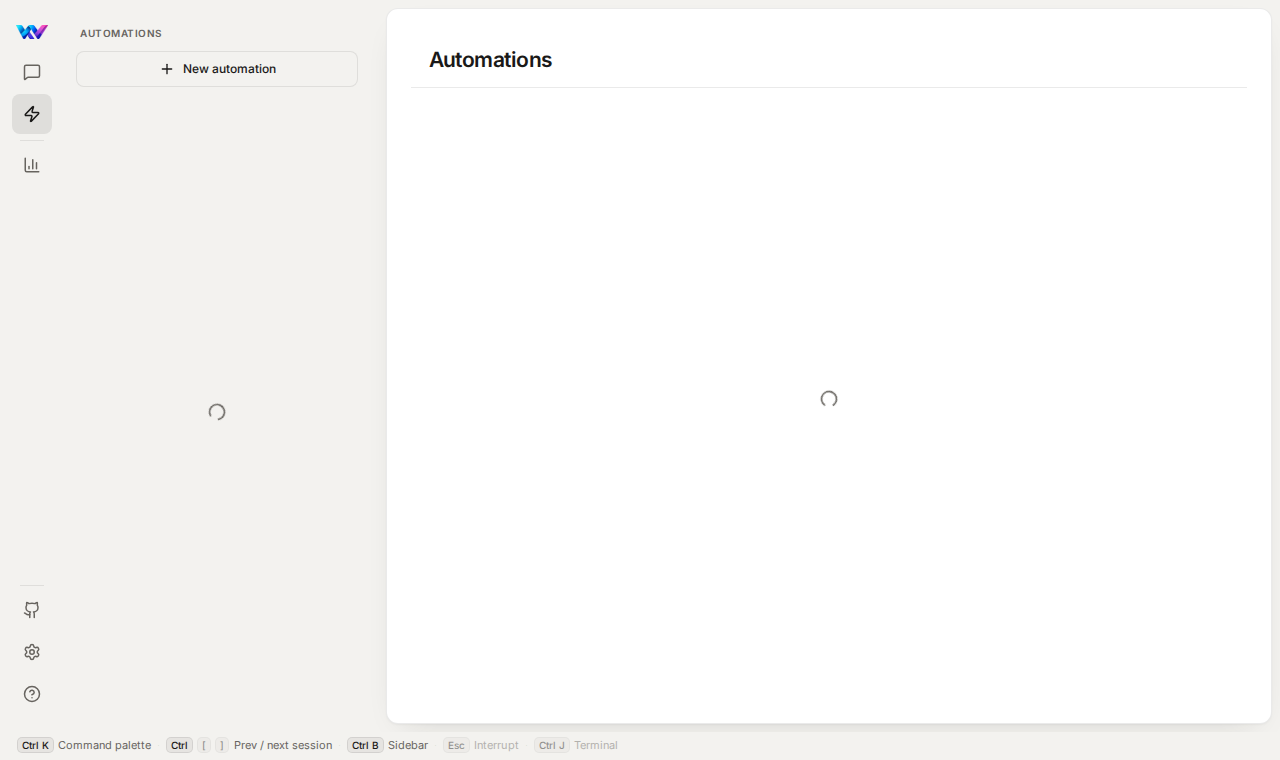 AUTOMATIONS
New automation
Automations
Ctrl K Command palette Ctrl [ ] Prev / next session Ctrl B Sidebar Esc Interrupt Ctrl J Terminal